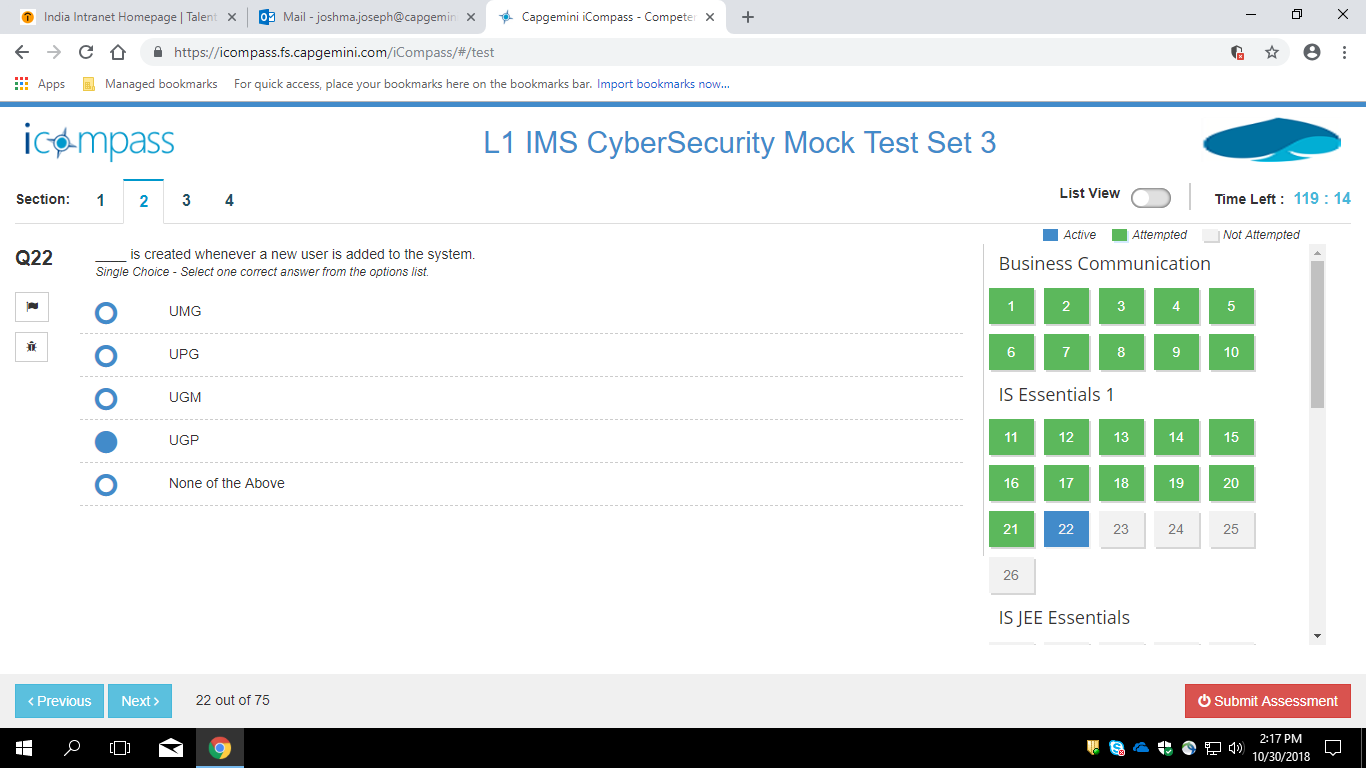 India Intranet Homepage | Talent
Mail - joshma.joseph@capgemin
Capgemini iCompass - Competen
https://icompass.fs.capgemini.com/iCompass/#/test
Apps
Managed bookmarks
For quick access, place your bookmarks here on the bookmarks bar. Import bookmarks now...
icompass
L1 IMS CyberSecurity Mock Test Set 3
Section: 1 2 3 4
List View
Time Left : 119 : 14
Active Attempted Not Attempted
Q22
____ is created whenever a new user is added to the system.
Single Choice - Select one correct answer from the options list.
UMG
UPG
UGM
UGP
None of the Above
Business Communication
1 2 3 4 5
6 7 8 9 10
IS Essentials 1
11 12 13 14 15
16 17 18 19 20
21 22 23 24 25
26
IS JEE Essentials
Previous
Next
22 out of 75
Submit Assessment
2:17 PM
10/30/2018